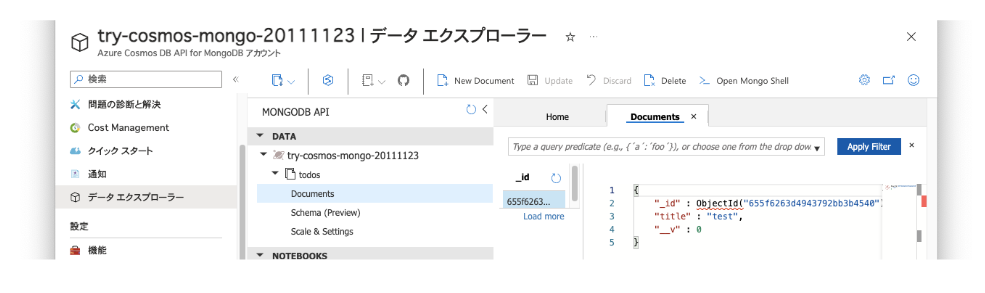 try-cosmos-mongo-20111123 | データ エクスプローラー ☆ ...
Azure Cosmos DB API for MongoDB アカウント
検索
«
New Document Update Discard Delete Open Mongo Shell
問題の診断と解決
Cost Management
クイック スタート
通知
データ エクスプローラー
設定
機能
MONGODB API
DATA
try-cosmos-mongo-20111123
todos
Documents
Schema (Preview)
Scale & Settings
NOTEBOOKS
Home Documents ×
Type a query predicate (e.g., {´a´:´foo´}), or choose one from the drop dow Apply Filter ×
_id
655f6263...
Load more
1 {
2 "_id" : ObjectId("655f6263d4943792bb3b4540"
3 "title" : "test",
4 "__v" : 0
5 }